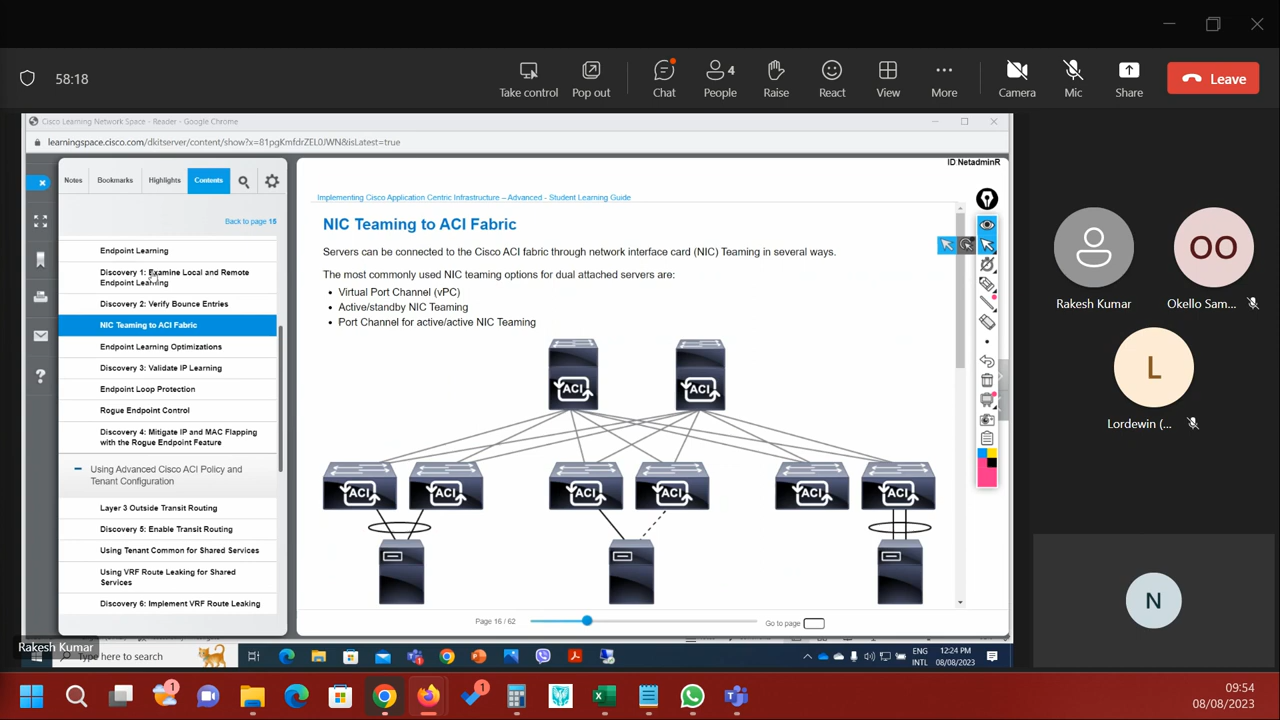 58:18
Take control
Pop out
Chat
4
People
Raise
React
View
More
Camera
Mic
Share
Leave
Cisco Learning Network Space - Reader - Google Chrome
learningspace.cisco.com/dkitserver/content/show?x=81pgKmfdrZEL0JWN&isLatest=true
Notes
Bookmarks
Highlights
Contents
Back to page 15
Endpoint Learning
Discovery 1: Examine Local and Remote
Endpoint Learning
Discovery 2: Verify Bounce Entries
NIC Teaming to ACI Fabric
Endpoint Learning Optimizations
Discovery 3: Validate IP Learning
Endpoint Loop Protection
Rogue Endpoint Control
Discovery 4: Mitigate IP and MAC Flapping
with the Rogue Endpoint Feature
Using Advanced Cisco ACI Policy and
Tenant Configuration
Layer 3 Outside Transit Routing
Discovery 5: Enable Transit Routing
Using Tenant Common for Shared Services
Using VRF Route Leaking for Shared
Services
Discovery 6: Implement VRF Route Leaking
ID NetadminR
Implementing Cisco Application Centric Infrastructure – Advanced - Student Learning Guide
NIC Teaming to ACI Fabric
Servers can be connected to the Cisco ACI fabric through network interface card (NIC) Teaming in several ways.
The most commonly used NIC teaming options for dual attached servers are:
• Virtual Port Channel (vPC)
• Active/standby NIC Teaming
• Port Channel for active/active NIC Teaming
ACI
ACI
ACI
ACI
ACI
ACI
ACI
ACI
Page 16 / 62
Go to page
Rakesh Kumar
OO
Okello Sam...
L
Lordewin (...
N
Rakesh Kumar
Type here to search
ENG
INTL
12:24 PM
08/08/2023
1
1
09:54
08/08/2023